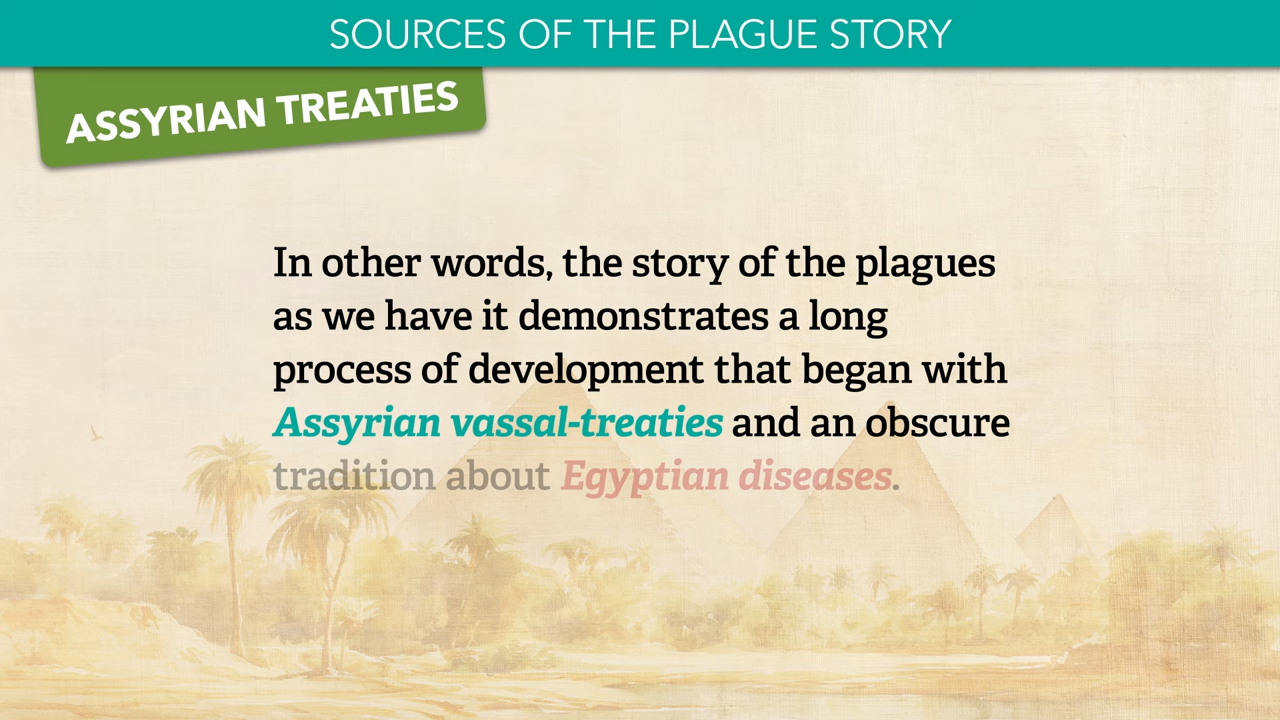 SOURCES OF THE PLAGUE STORY
ASSYRIAN TREATIES
In other words, the story of the plagues
as we have it demonstrates a long
process of development that began with
Assyrian vassal-treaties and an obscure
tradition about Egyptian diseases.